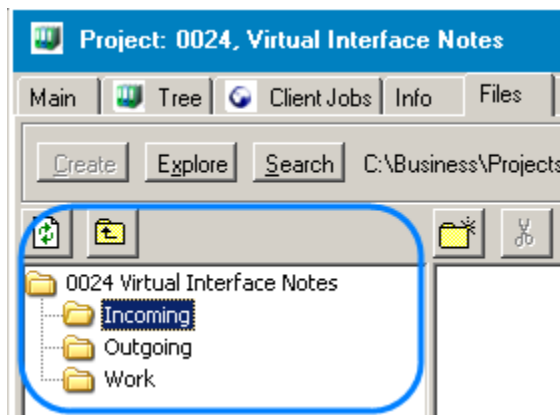 Project: 0024, Virtual Interface Notes
Main Tree Client Jobs Info Files
Create Explore Search C:\Business\Projects
0024 Virtual Interface Notes
Incoming
Outgoing
Work